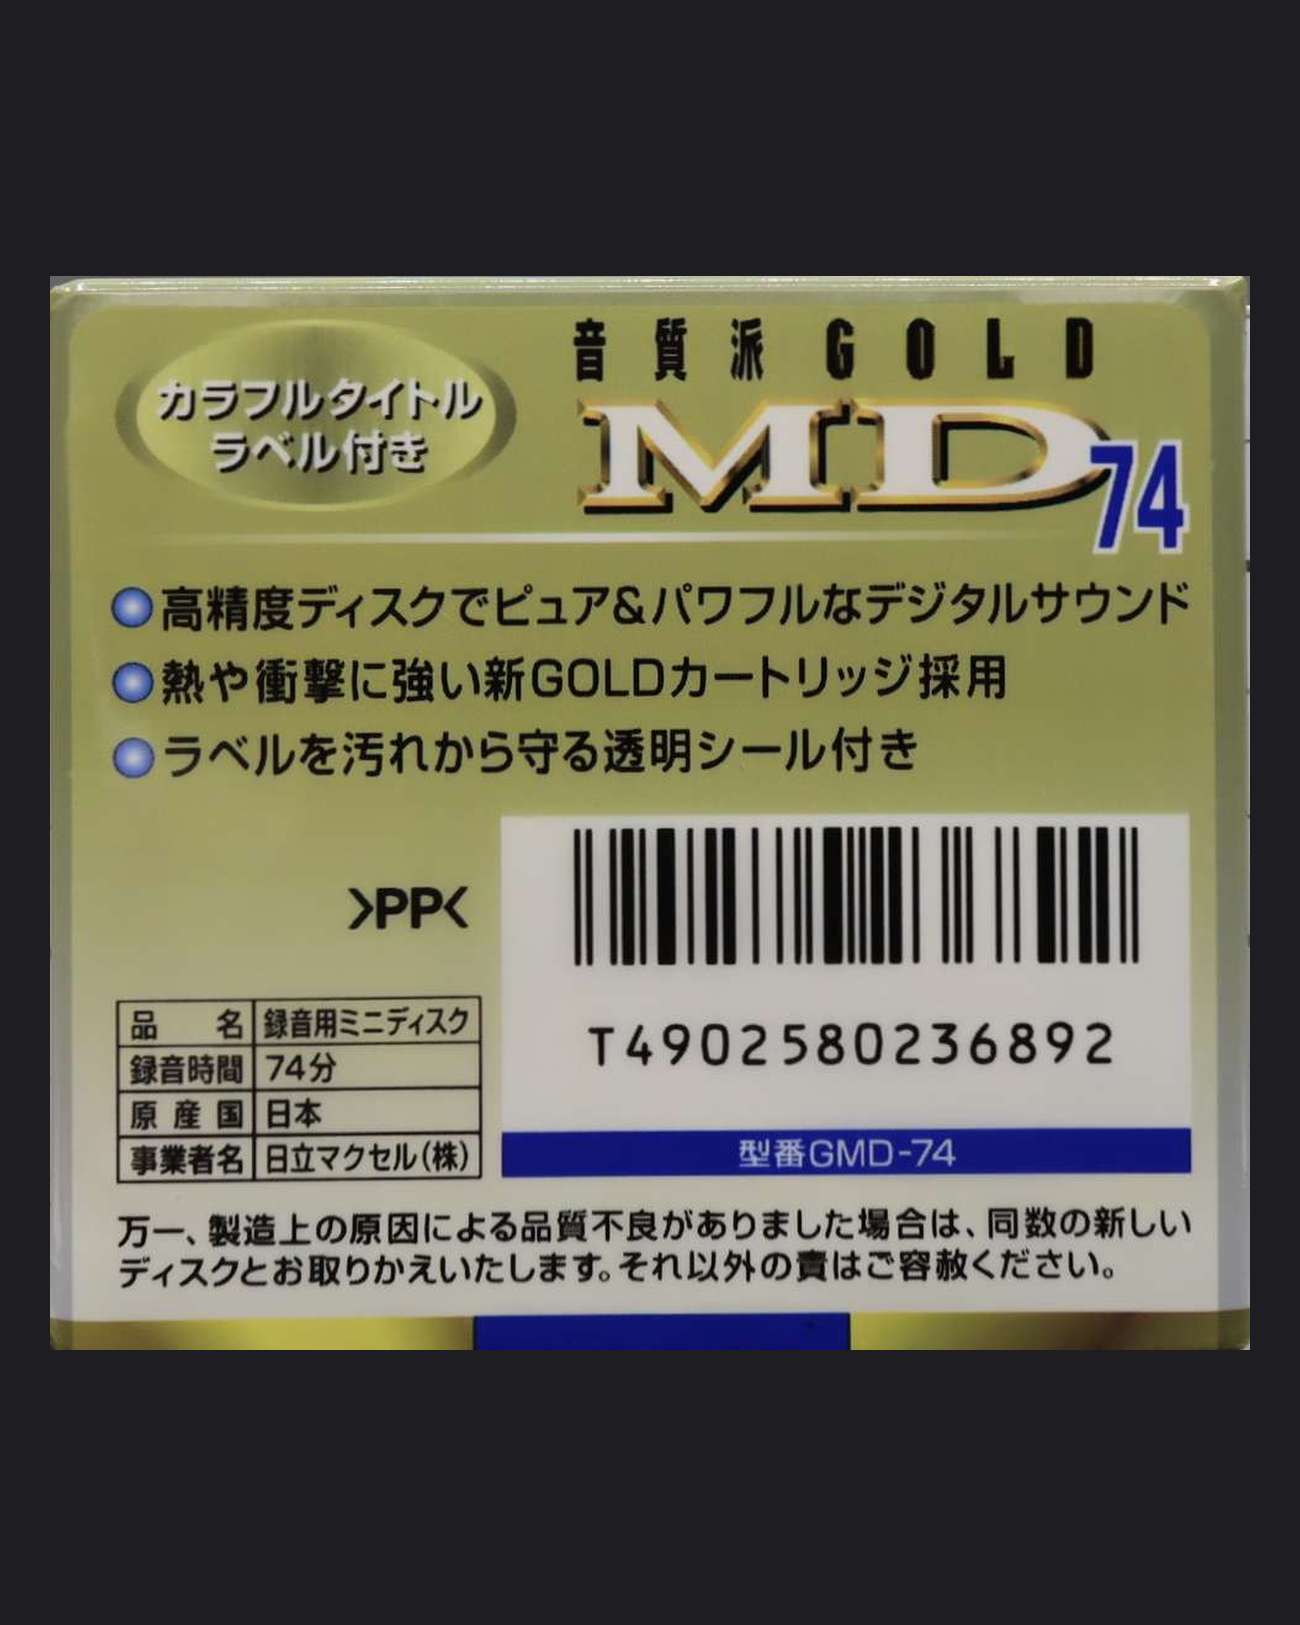 カラフルタイトル
ラベル付き
音質派GOLD
MD74
高精度ディスクでピュア&パワフルなデジタルサウンド
熱や衝撃に強い新GOLDカートリッジ採用
ラベルを汚れから守る透明シール付き
>PP<
T4902580236892
型番GMD-74
品名 録音用ミニディスク
録音時間 74分
原産国 日本
事業者名 日立マクセル(株)
万一、製造上の原因による品質不良がありました場合は、同数の新しい
ディスクとお取りかえいたします。それ以外の責はご容赦ください。